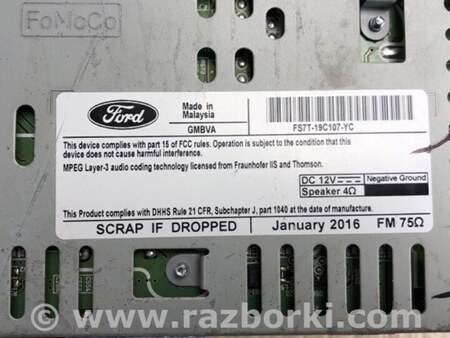 FoMoCo
Ford
Made in
Malaysia
GMBVA
FS7T-19C107-YC
This device complies with part 15 of FCC rules. Operation is subject to the condition that
device does not cause harmful interference.
MPEG Layer-3 audio coding technology licensed from Fraunhofer IIS and Thomson.
DC 12V Negative Ground
Speaker 4Ω
This Product complies with DHHS Rule 21 CFR, Subchapter J, part 1040 at the date of manufacture.
SCRAP IF DROPPED January 2016 FM 75Ω
www.razborki.com